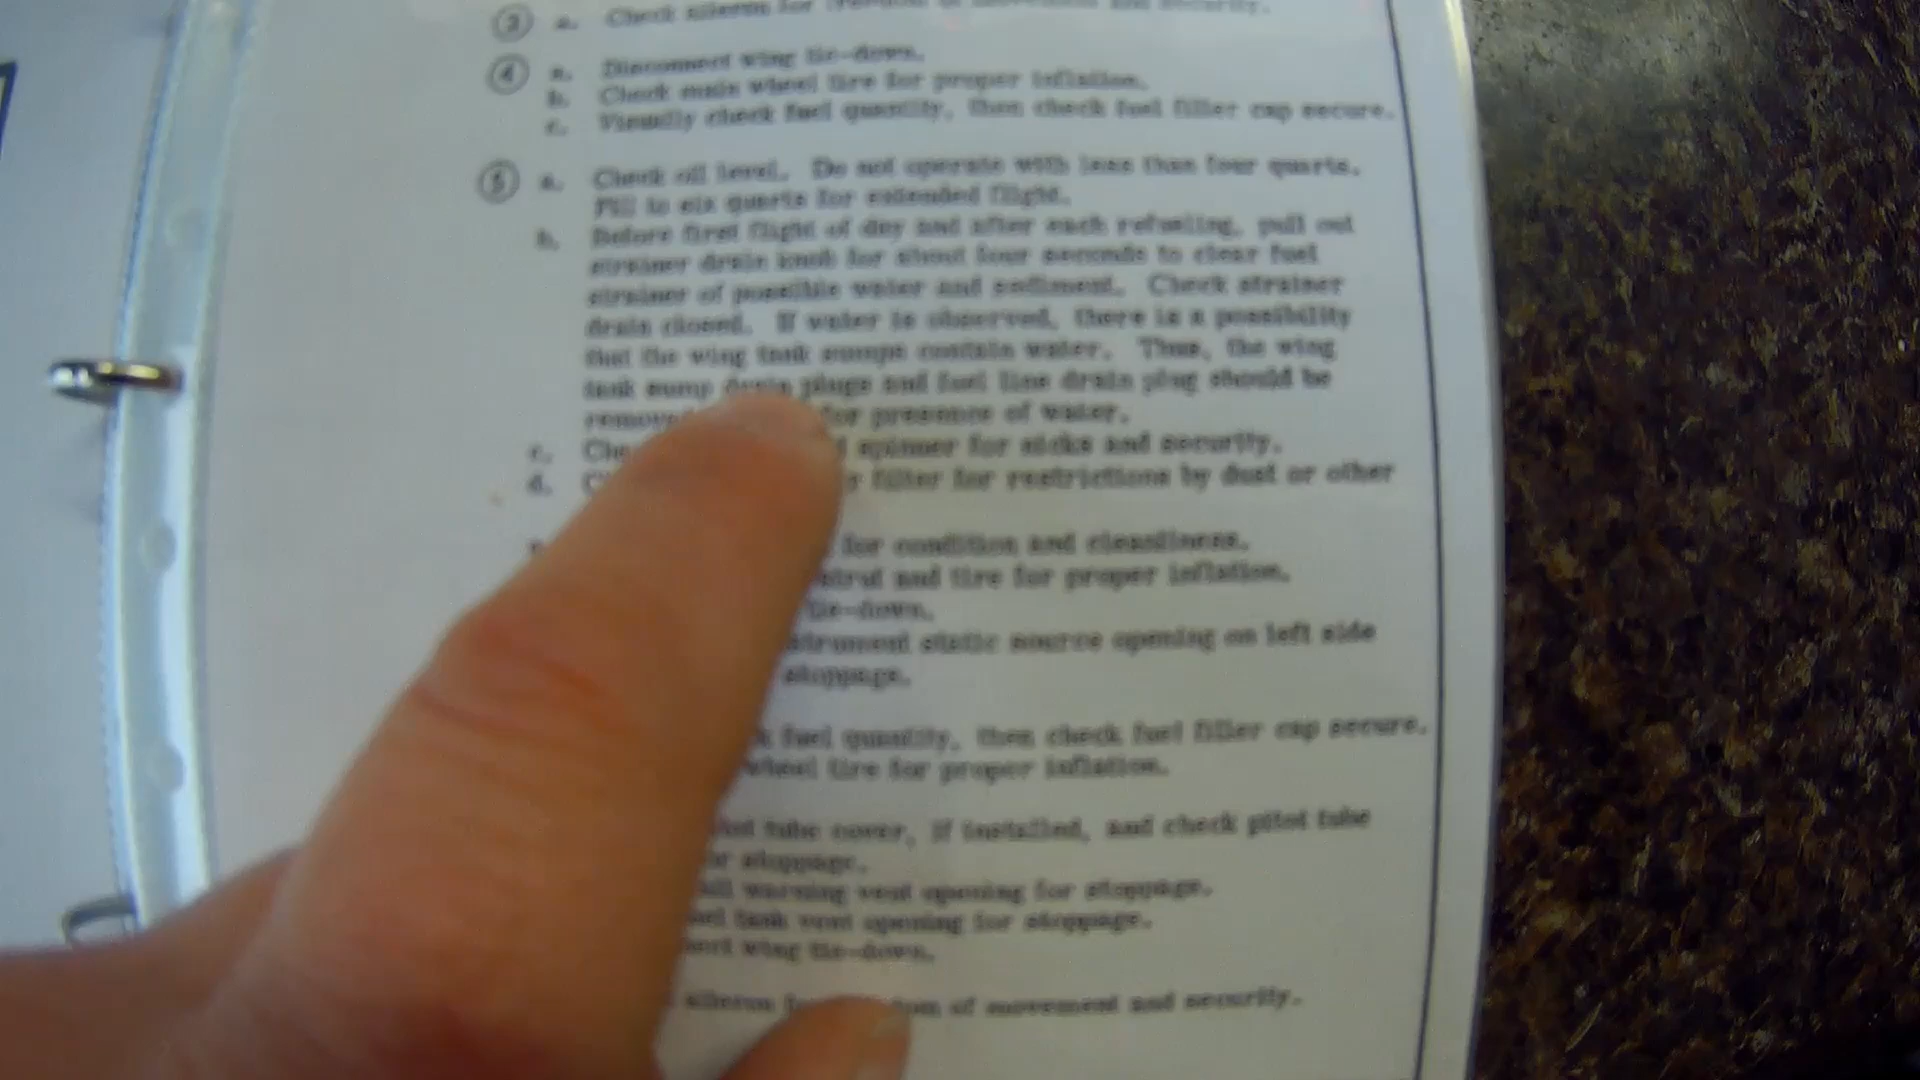 3 a. Check aileron for freedom of movement and security.
4 a. Disconnect wing tie-down.
b. Check main wheel tire for proper inflation.
c. Visually check fuel quantity, then check fuel filler cap secure.
5 a. Check oil level. Do not operate with less than four quarts.
Fill to six quarts for extended flight.
b. Before first flight of day and after each refueling, pull out
strainer drain knob for about four seconds to clear fuel
strainer of possible water and sediment. Check strainer
drain closed. If water is observed, there is a possibility
that the wing tank sumps contain water. Thus, the wing
tank sump drain plugs and fuel line drain plug should be
for presence of water.
c. spinner for nicks and security.
d. filter for restrictions by dust or other
for condition and cleanliness.
strut and tire for proper inflation.
tie-down.
static source opening on left side
stoppage.
fuel quantity, then check fuel filler cap secure.
wheel tire for proper inflation.
tube cover, if installed, and check pitot tube
stoppage.
warning vent opening for stoppage.
tank vent opening for stoppage.
wing tie-down.
aileron of movement and security.